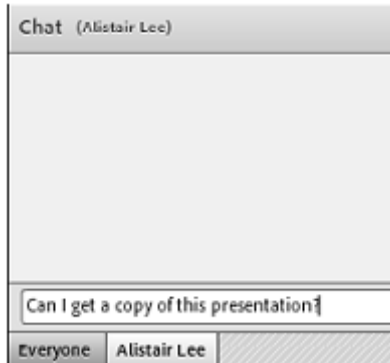 Chat (Alistair Lee)
Can I get a copy of this presentation?
Everyone Alistair Lee